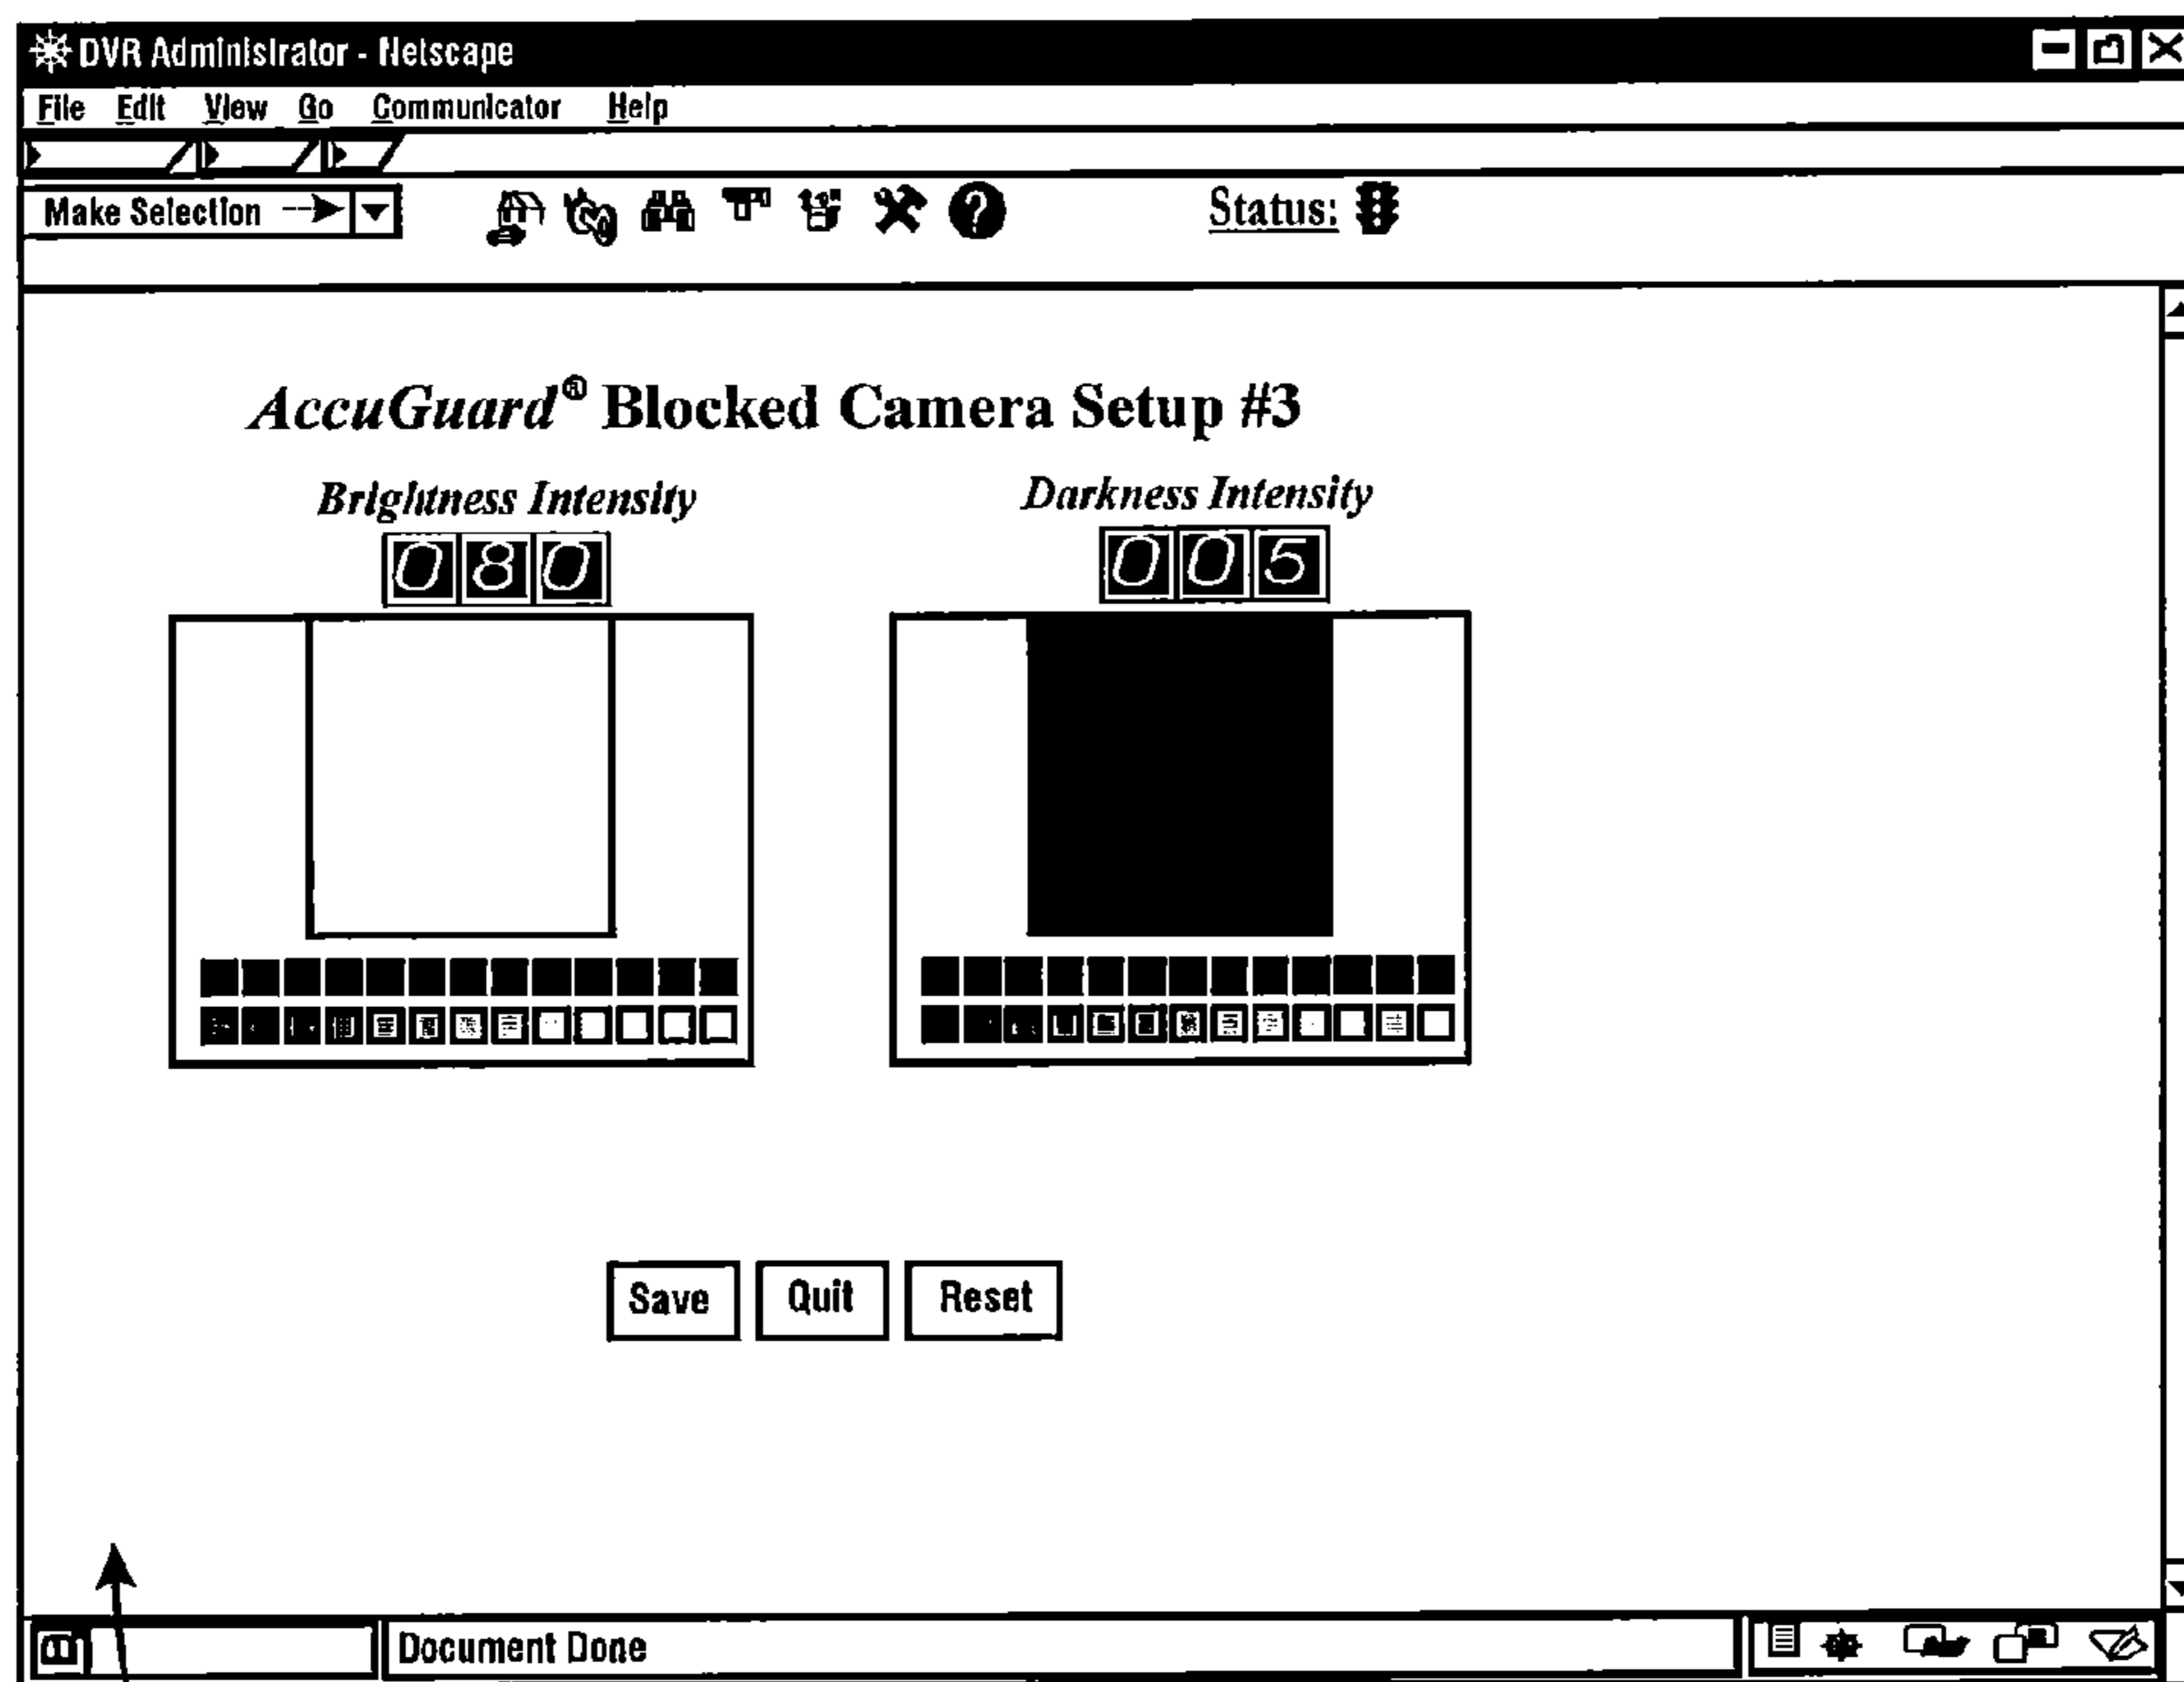 DVR Administrator - Netscape
File Edit View Go Communicator Help
Make Selection --> Status:
AccuGuard® Blocked Camera Setup #3
Brightness Intensity Darkness Intensity
080 005
Save Quit Reset
Document Done